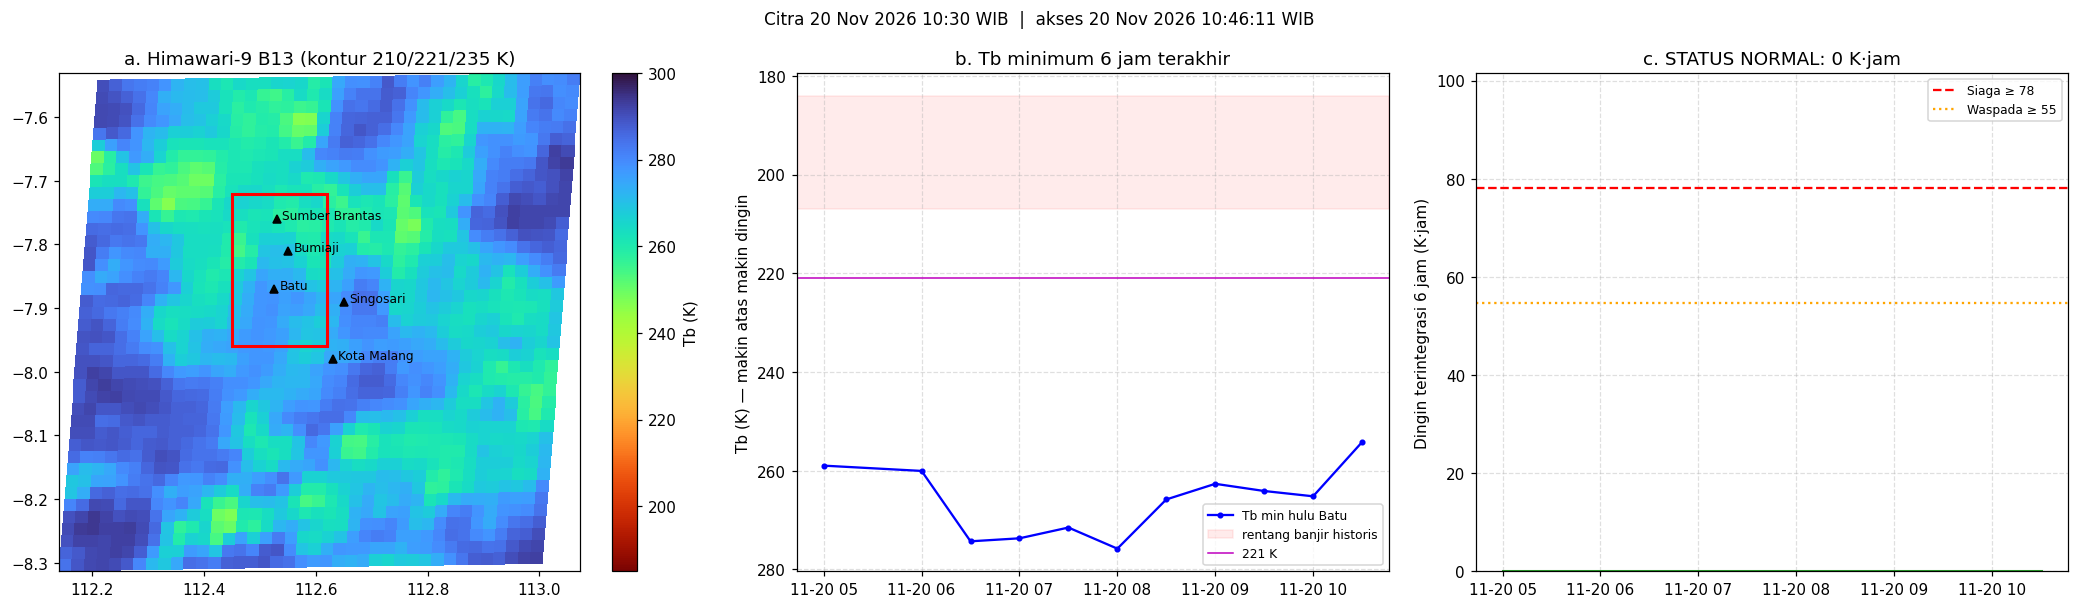 Citra 20 Nov 2026 10:30 WIB | akses 20 Nov 2026 10:46:11 WIB
a. Himawari-9 B13 (kontur 210/221/235 K)
−7.6
−7.7
−7.8
−7.9
−8.0
−8.1
−8.2
−8.3
112.2
112.4
112.6
112.8
113.0
Sumber Brantas
Bumiaji
Batu
Singosari
Kota Malang
300
280
260
240
220
200
Tb (K)
b. Tb minimum 6 jam terakhir
Tb (K) — makin atas makin dingin
180
200
220
240
260
280
11-20 05
11-20 06
11-20 07
11-20 08
11-20 09
11-20 10
Tb min hulu Batu
rentang banjir historis
221 K
c. STATUS NORMAL: 0 K·jam
Dingin terintegrasi 6 jam (K·jam)
100
80
60
40
20
0
11-20 05
11-20 06
11-20 07
11-20 08
11-20 09
11-20 10
Siaga ≥ 78
Waspada ≥ 55